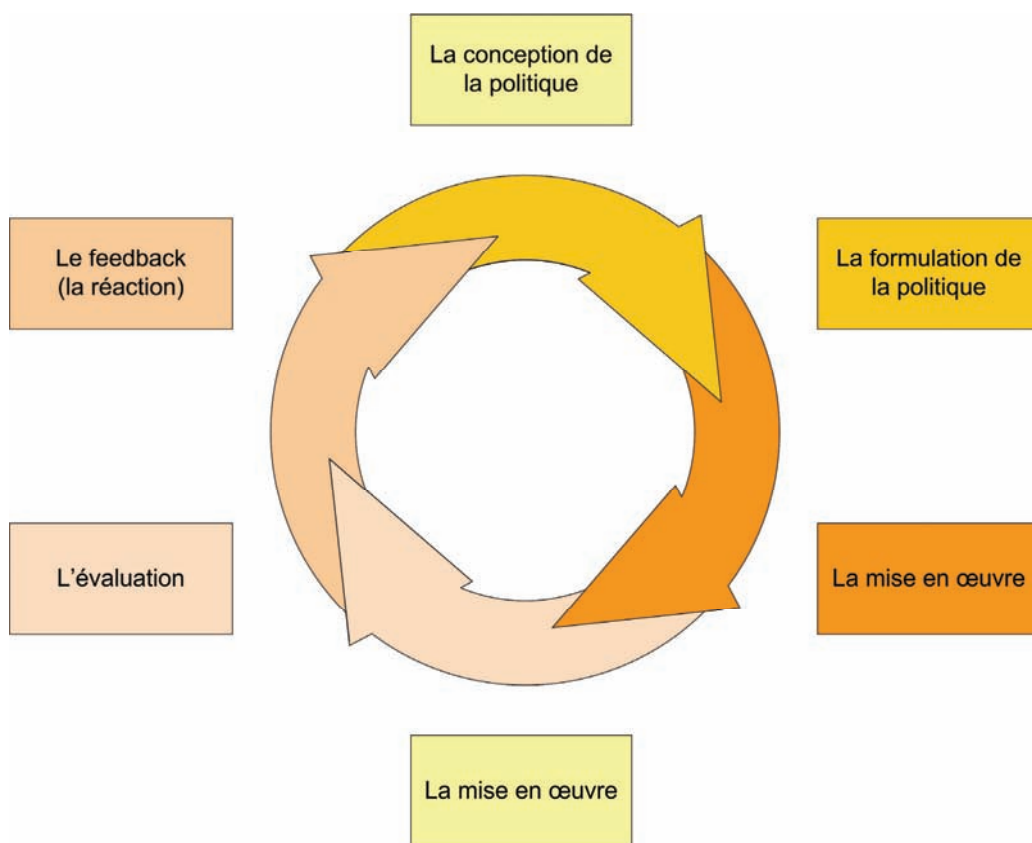 La conception de
la politique
Le feedback
(la réaction)
La formulation de
la politique
L'évaluation
La mise en œuvre
La mise en œuvre